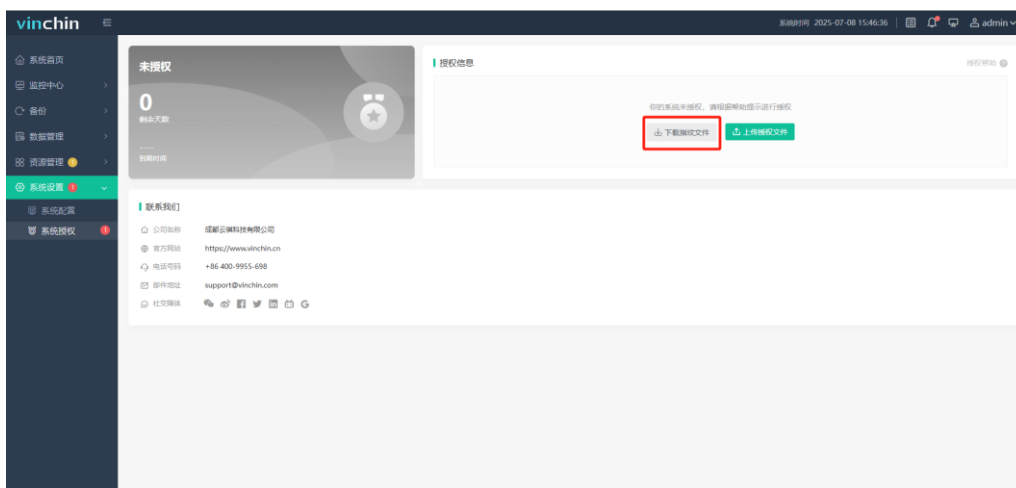 vinchin
系统时间 2025-07-08 15:46:36
admin
系统首页
监控中心
备份
数据管理
资源管理 1
系统设置 1
系统配置
系统授权 1
未授权
0
剩余天数
-----
到期时间
授权信息
授权帮助
你的系统未授权，请根据帮助提示进行授权
下载指纹文件
上传授权文件
联系我们
公司名称 成都云祺科技有限公司
官方网站 https://www.vinchin.cn
电话号码 +86-400-9955-698
邮件地址 support@vinchin.com
社交媒体